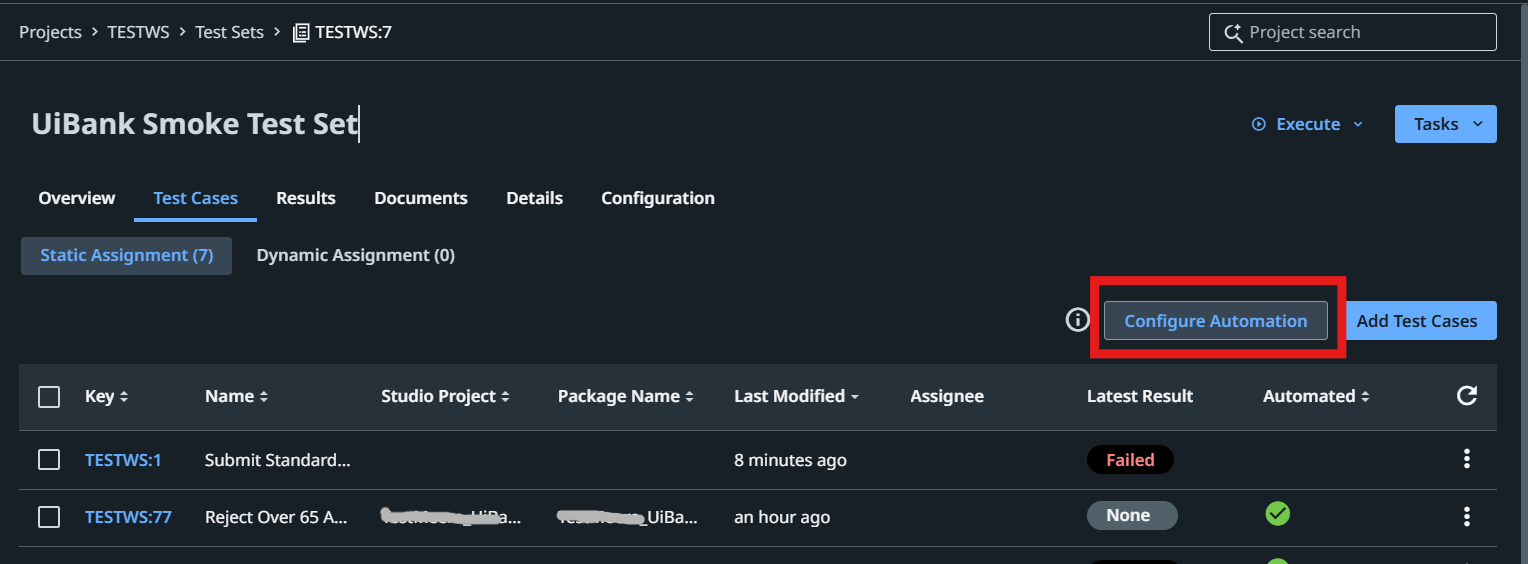 Projects > TESTWS > Test Sets > TESTWS:7
Project search
UiBank Smoke Test Set
Execute
Tasks
Overview Test Cases Results Documents Details Configuration
Static Assignment (7) Dynamic Assignment (0)
Configure Automation Add Test Cases
Key Name Studio Project Package Name Last Modified Assignee Latest Result Automated
TESTWS:1 Submit Standard... 8 minutes ago Failed
TESTWS:77 Reject Over 65 A... _UiBa... an hour ago None